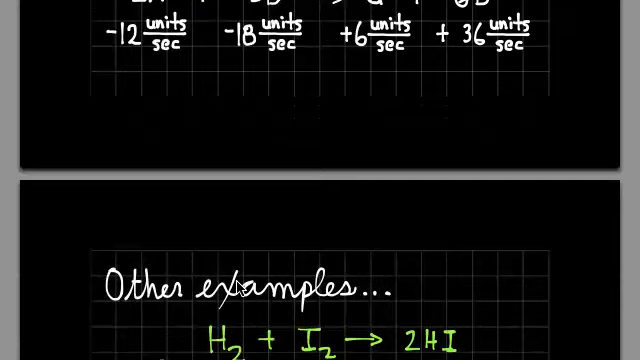 -12 units/sec -18 units/sec +6 units/sec + 36 units/sec
Other examples...
H₂ + I₂ → 2HI